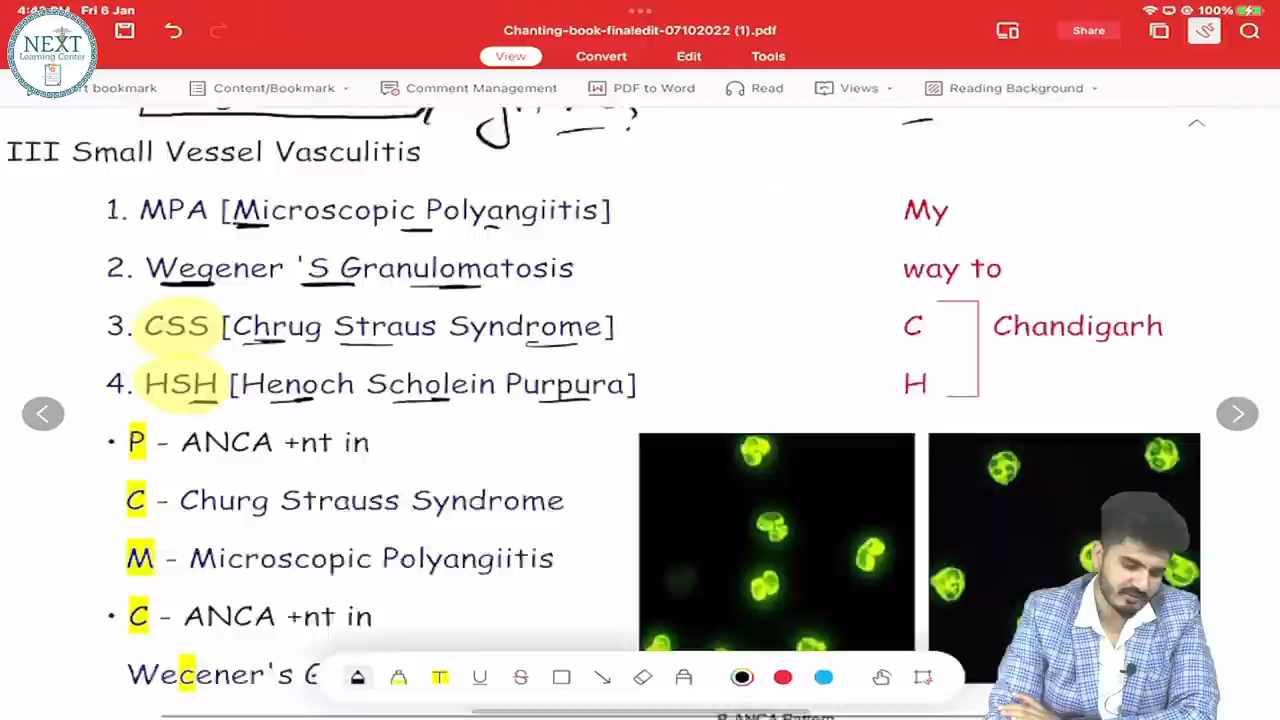 4:43 PM Fri 6 Jan
100%
NEXT
Learning Center
Chanting-book-finaledit-07102022 (1).pdf
Share
View
Convert
Edit
Tools
bookmark
Content/Bookmark
Comment Management
PDF to Word
Read
Views
Reading Background
III Small Vessel Vasculitis
1. MPA [Microscopic Polyangiitis]
My
2. Wegener 'S Granulomatosis
way to
3. CSS [Chrug Straus Syndrome]
C
Chandigarh
4. HSH [Henoch Scholein Purpura]
H
· P - ANCA +nt in
C - Churg Strauss Syndrome
M - Microscopic Polyangiitis
· C - ANCA +nt in
Wecener's G